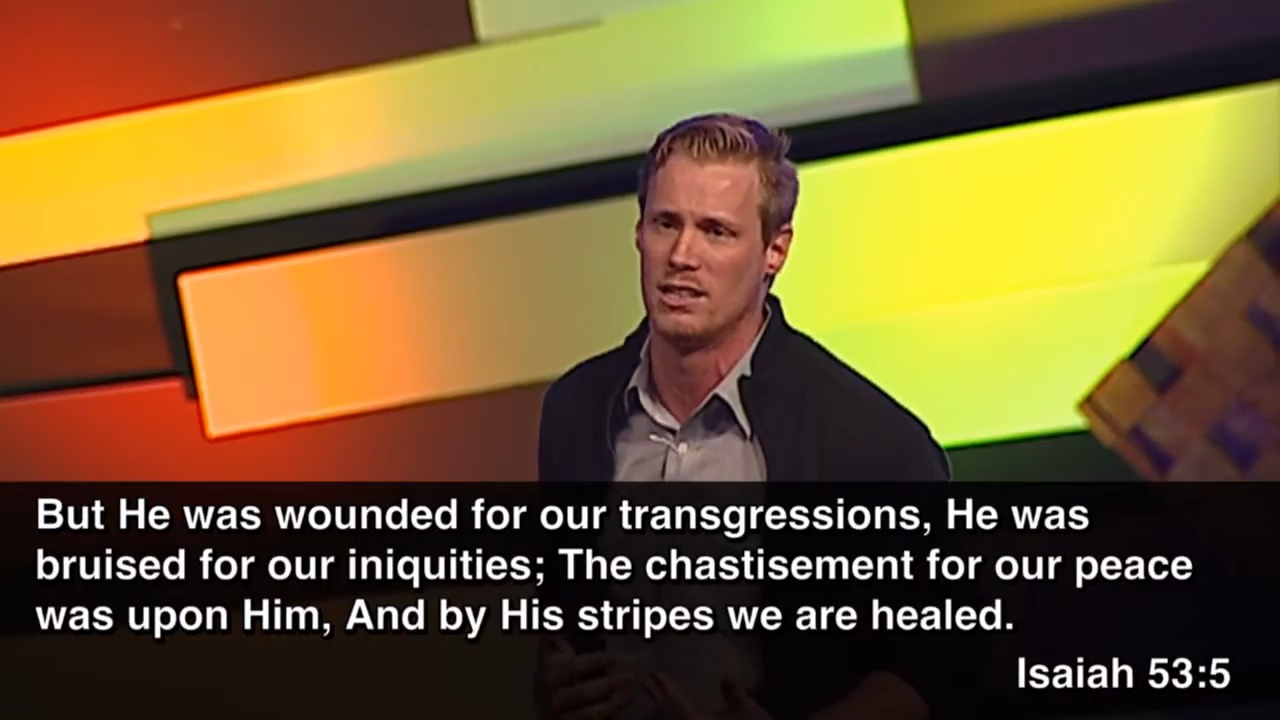 But He was wounded for our transgressions, He was
bruised for our iniquities; The chastisement for our peace
was upon Him, And by His stripes we are healed.
Isaiah 53:5